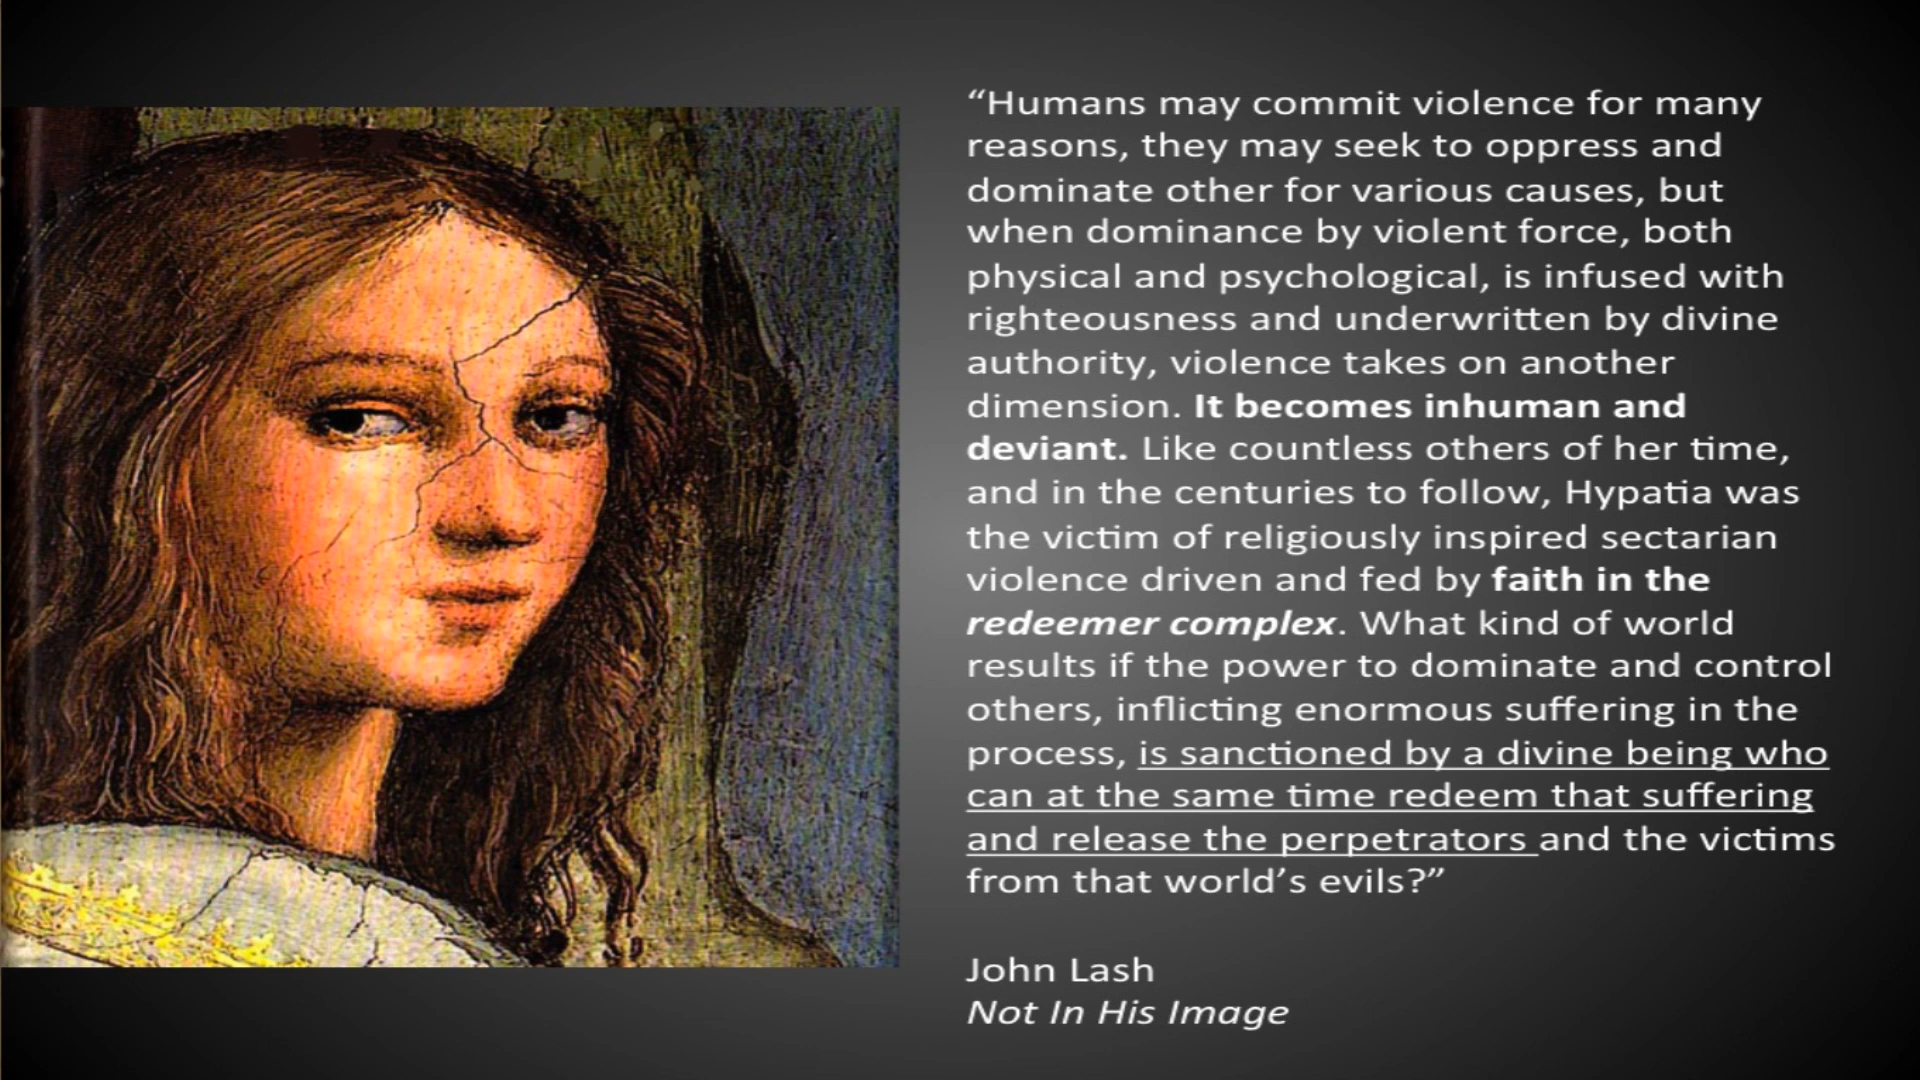 “Humans may commit violence for many
reasons, they may seek to oppress and
dominate other for various causes, but
when dominance by violent force, both
physical and psychological, is infused with
righteousness and underwritten by divine
authority, violence takes on another
dimension. It becomes inhuman and
deviant. Like countless others of her time,
and in the centuries to follow, Hypatia was
the victim of religiously inspired sectarian
violence driven and fed by faith in the
redeemer complex. What kind of world
results if the power to dominate and control
others, inflicting enormous suffering in the
process, is sanctioned by a divine being who
can at the same time redeem that suffering
and release the perpetrators and the victims
from that world’s evils?”
John Lash
Not In His Image